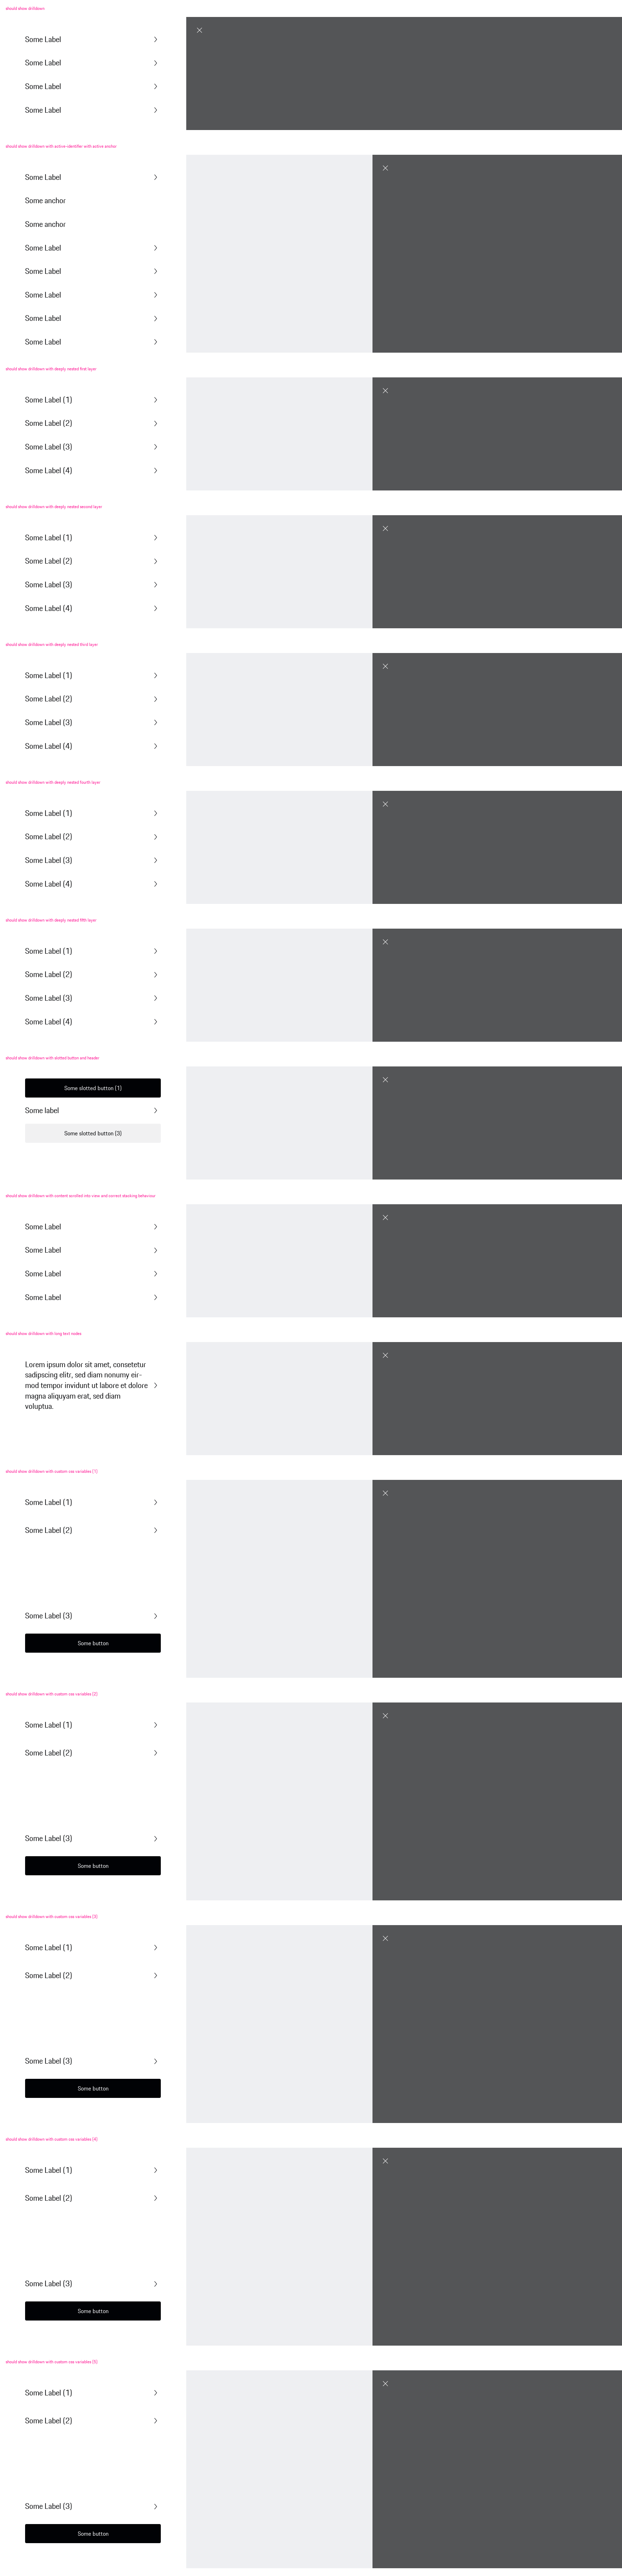 should show drilldown
Some Label
Some Label
Some Label
Some Label
should show drilldown with active-identifier with active anchor
Some Label
Some anchor
Some anchor
Some Label
Some Label
Some Label
Some Label
Some Label
should show drilldown with deeply nested first layer
Some Label (1)
Some Label (2)
Some Label (3)
Some Label (4)
should show drilldown with deeply nested second layer
Some Label (1)
Some Label (2)
Some Label (3)
Some Label (4)
should show drilldown with deeply nested third layer
Some Label (1)
Some Label (2)
Some Label (3)
Some Label (4)
should show drilldown with deeply nested fourth layer
Some Label (1)
Some Label (2)
Some Label (3)
Some Label (4)
should show drilldown with deeply nested fifth layer
Some Label (1)
Some Label (2)
Some Label (3)
Some Label (4)
should show drilldown with slotted button and header
Some slotted button (1)
Some label
Some slotted button (3)
should show drilldown with content scrolled into view and correct stacking behaviour
Some Label
Some Label
Some Label
Some Label
should show drilldown with long text nodes
Lorem ipsum dolor sit amet, consetetur
sadipscing elitr, sed diam nonumy eir-
mod tempor invidunt ut labore et dolore
magna aliquyam erat, sed diam
voluptua.
should show drilldown with custom css variables (1)
Some Label (1)
Some Label (2)
Some Label (3)
Some button
should show drilldown with custom css variables (2)
Some Label (1)
Some Label (2)
Some Label (3)
Some button
should show drilldown with custom css variables (3)
Some Label (1)
Some Label (2)
Some Label (3)
Some button
should show drilldown with custom css variables (4)
Some Label (1)
Some Label (2)
Some Label (3)
Some button
should show drilldown with custom css variables (5)
Some Label (1)
Some Label (2)
Some Label (3)
Some button